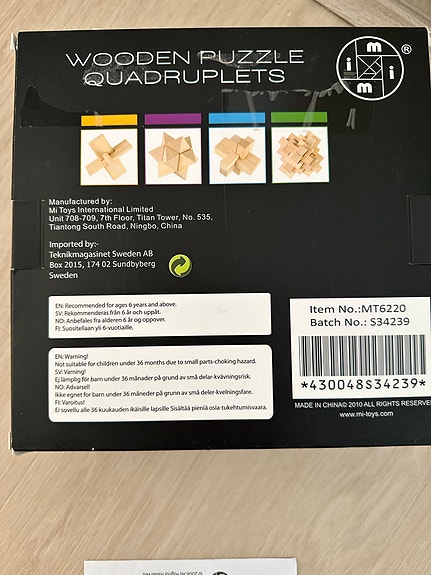 WOODEN PUZZLE
QUADRUPLETS
m
i i
m
®
Manufactured by:
Mi Toys International Limited
Unit 708-709, 7th Floor, Titan Tower, No. 535,
Tiantong South Road, Ningbo, China
Imported by:-
Teknikmagasinet Sweden AB
Box 2015, 174 02 Sundbyberg
Sweden
EN: Recommended for ages 6 years and above.
SV: Rekommenderas från 6 år och uppåt.
NO: Anbefales fra alderen 6 år og oppover.
FI: Suositellaan yli 6-vuotiaille.
EN: Warning!
Not suitable for children under 36 months due to small parts-choking hazard.
SV: Varning!
Ej lämplig för barn under 36 månader på grund av små delar-kvävningsrisk.
NO: Advarsel!
Ikke egnet for barn under 36 måneder på grunn av små delar-kvelningsfare.
FI: Varoitus!
Ei sovellu alle 36 kuukauden ikäisille lapsille Sisältää pieniä osia-tukehtumisvaara.
Item No.:MT6220
Batch No.: S34239
*430048S34239*
MADE IN CHINA© 2010 ALL RIGHTS RESERVE
www.mi-toys.com